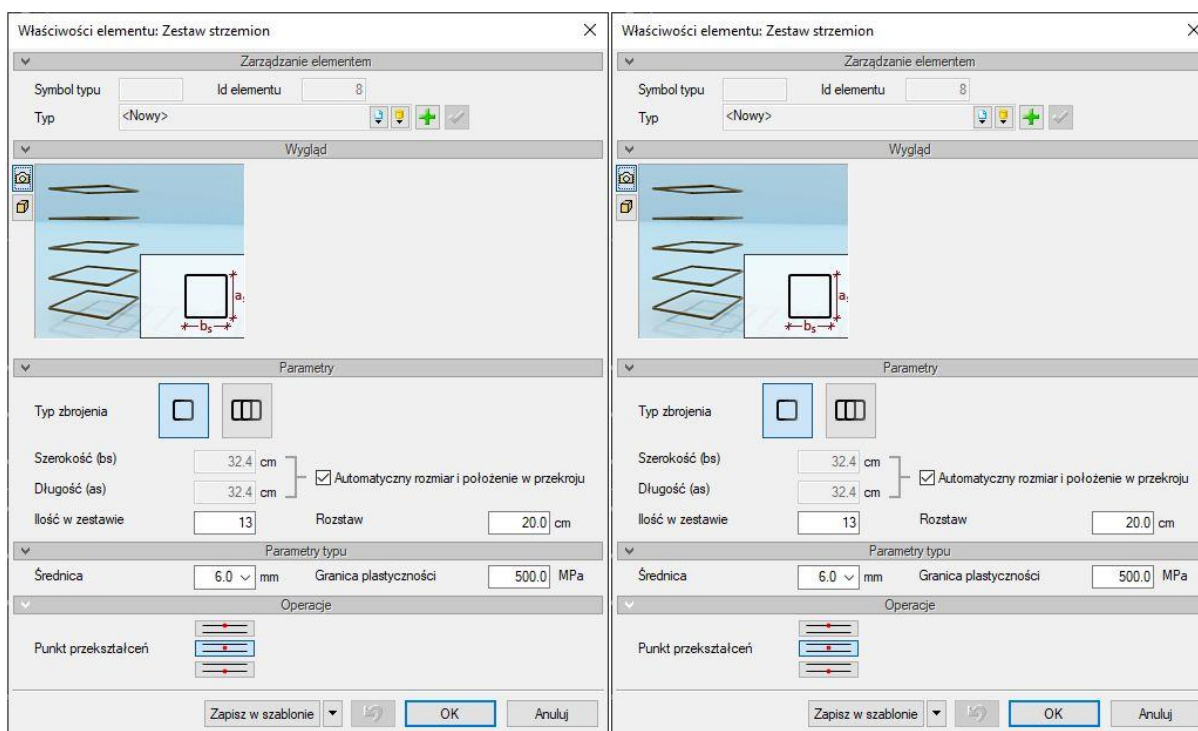 Właściwości elementu: Zestaw strzemion
Zarządzanie elementem
Symbol typu Id elementu 8
Typ <Nowy>
Wygląd
a
bs
Parametry
Typ zbrojenia
Szerokość (bs) 32.4 cm
Automatyczny rozmiar i położenie w przekroju
Długość (as) 32.4 cm
Ilość w zestawie 13 Rozstaw 20.0 cm
Parametry typu
Średnica 6.0 mm Granica plastyczności 500.0 MPa
Operacje
Punkt przekształceń
Zapisz w szablonie OK Anuluj
Właściwości elementu: Zestaw strzemion
Zarządzanie elementem
Symbol typu Id elementu 8
Typ <Nowy>
Wygląd
a
bs
Parametry
Typ zbrojenia
Szerokość (bs) 32.4 cm
Automatyczny rozmiar i położenie w przekroju
Długość (as) 32.4 cm
Ilość w zestawie 13 Rozstaw 20.0 cm
Parametry typu
Średnica 6.0 mm Granica plastyczności 500.0 MPa
Operacje
Punkt przekształceń
Zapisz w szablonie OK Anuluj